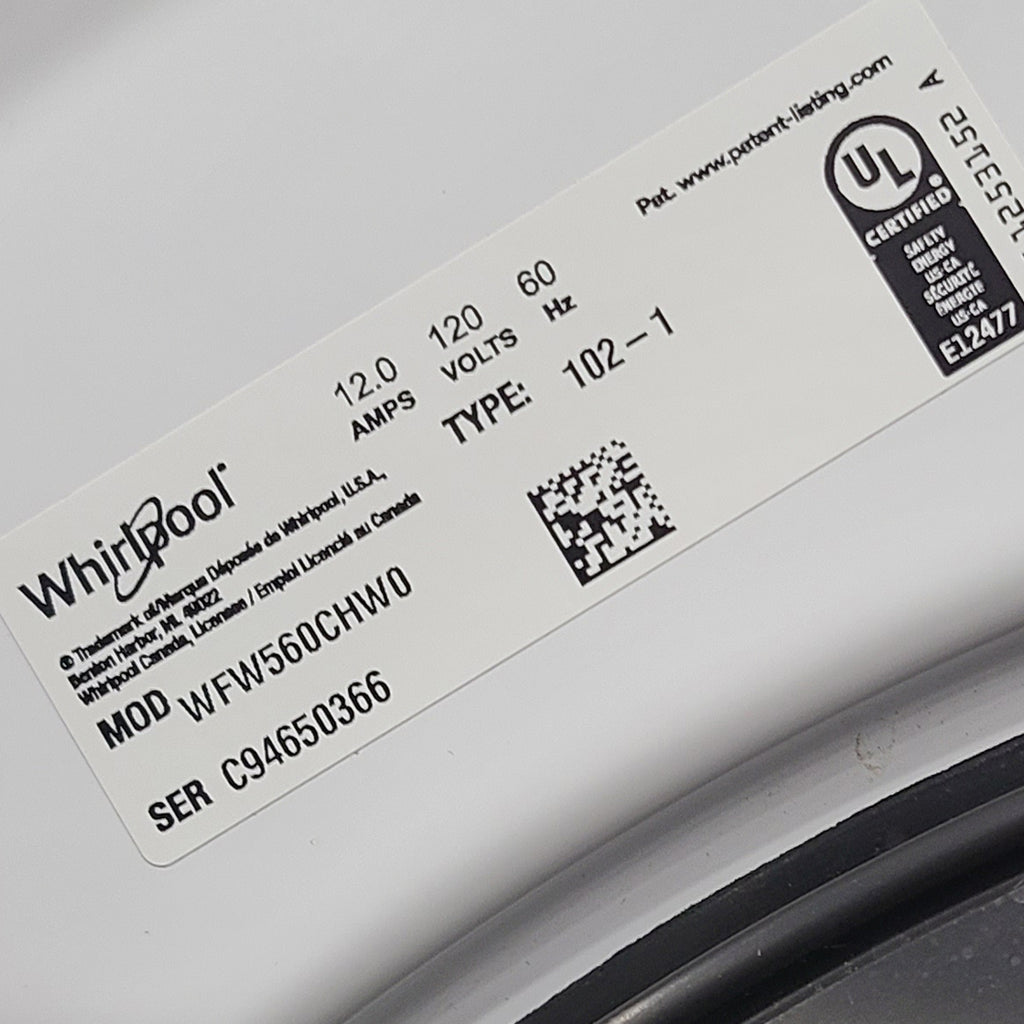 Whirlpool
® Trademark of/Marque Déposée de Whirlpool, U.S.A.,
Benton Harbor, MI. 49022
Whirlpool Canada, Licensee / Emploi Licencié au Canada
MOD WFW560CHW0
SER C94650366
12.0 120 60
AMPS VOLTS Hz
TYPE: 102-1
Pat. www.patent-listing.com
UL
CERTIFIED
SAFETY
ENERGY
US-CA
SÉCURITÉ
ÉNERGIE
US-CA
E12477
A